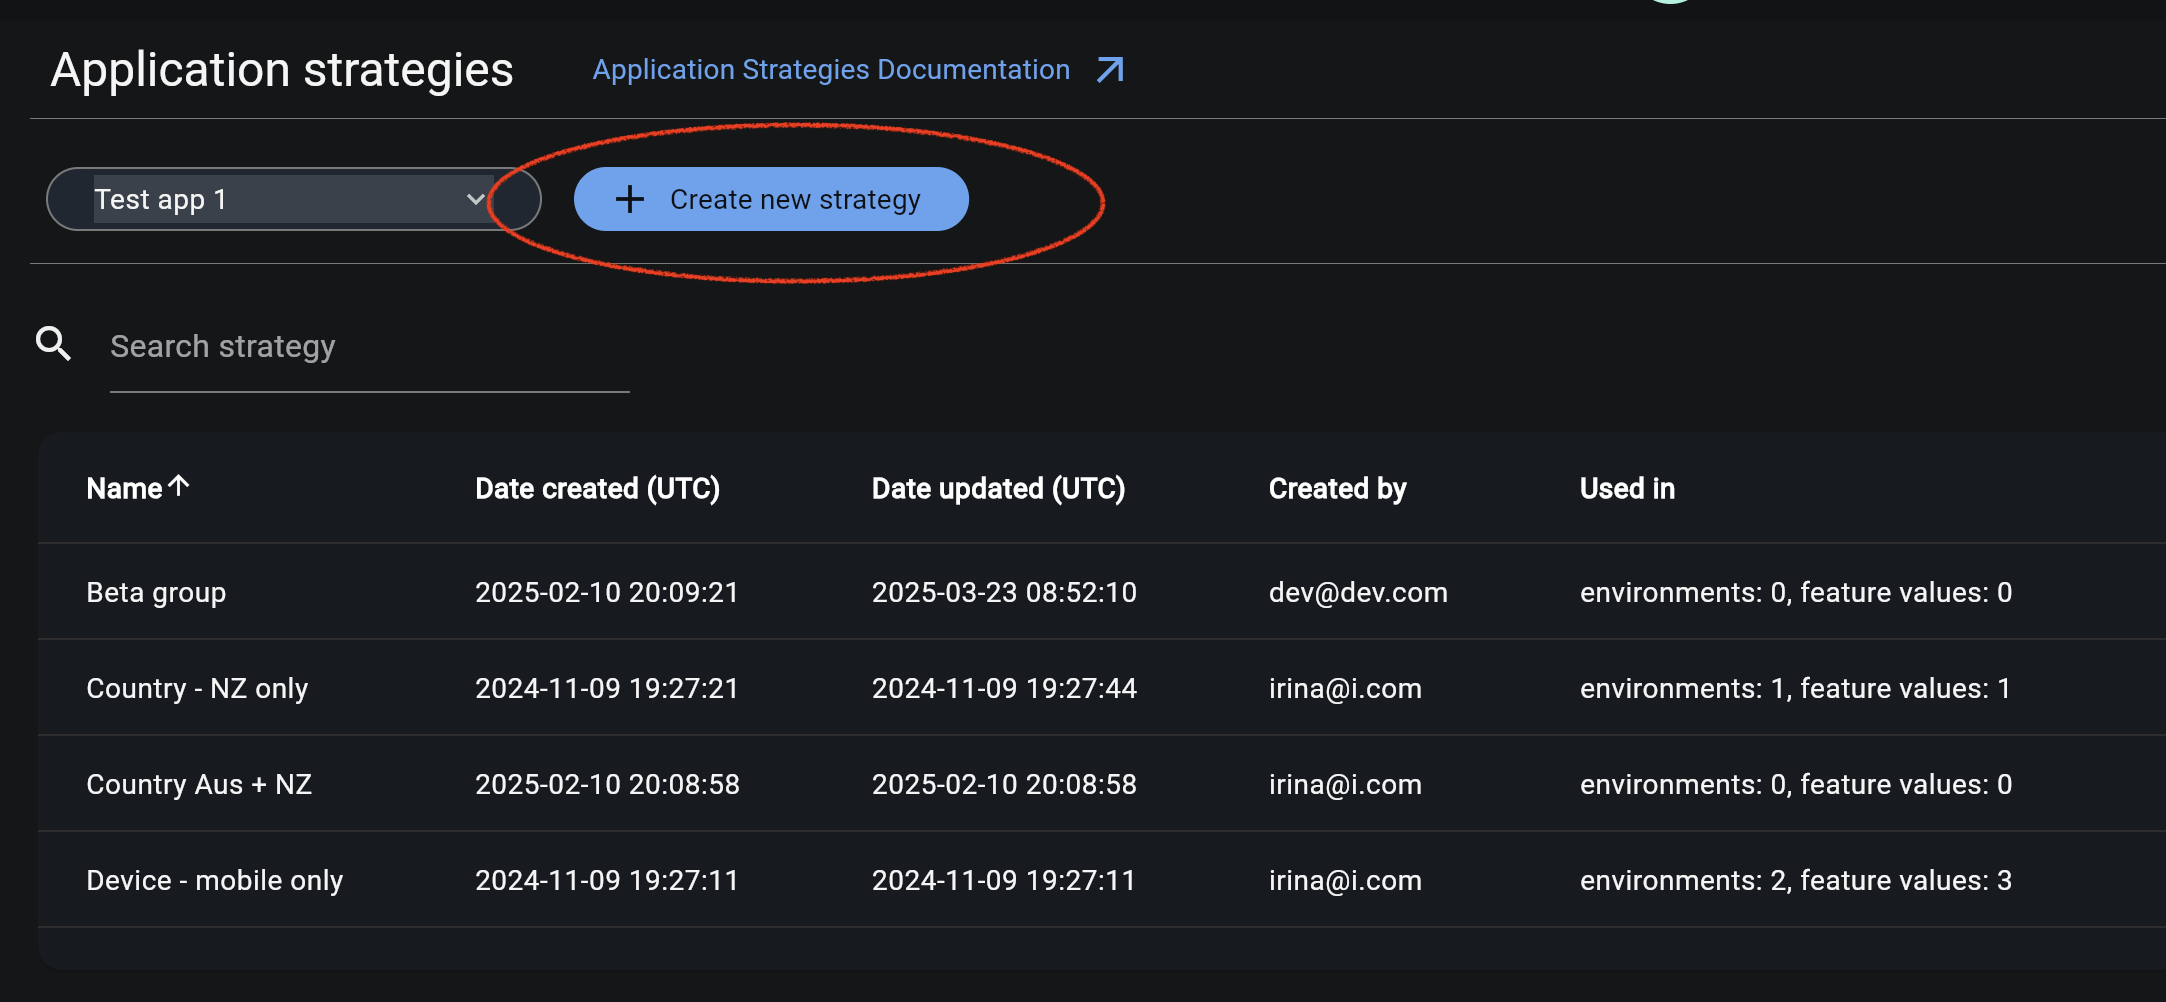 Application strategies Application Strategies Documentation
Test app 1 Create new strategy
Search strategy
Name Date created (UTC) Date updated (UTC) Created by Used in
Beta group 2025-02-10 20:09:21 2025-03-23 08:52:10 dev@dev.com environments: 0, feature values: 0
Country - NZ only 2024-11-09 19:27:21 2024-11-09 19:27:44 irina@i.com environments: 1, feature values: 1
Country Aus + NZ 2025-02-10 20:08:58 2025-02-10 20:08:58 irina@i.com environments: 0, feature values: 0
Device - mobile only 2024-11-09 19:27:11 2024-11-09 19:27:11 irina@i.com environments: 2, feature values: 3